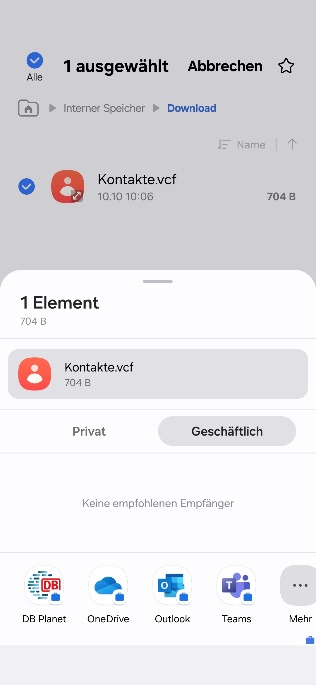 1 ausgewählt Abbrechen
Alle
Interner Speicher Download
Name
Kontakte.vcf
10.10 10:06 704 B
1 Element
704 B
Kontakte.vcf
704 B
Privat Geschäftlich
Keine empfohlenen Empfänger
DB O T
DB Planet OneDrive Outlook Teams Mehr